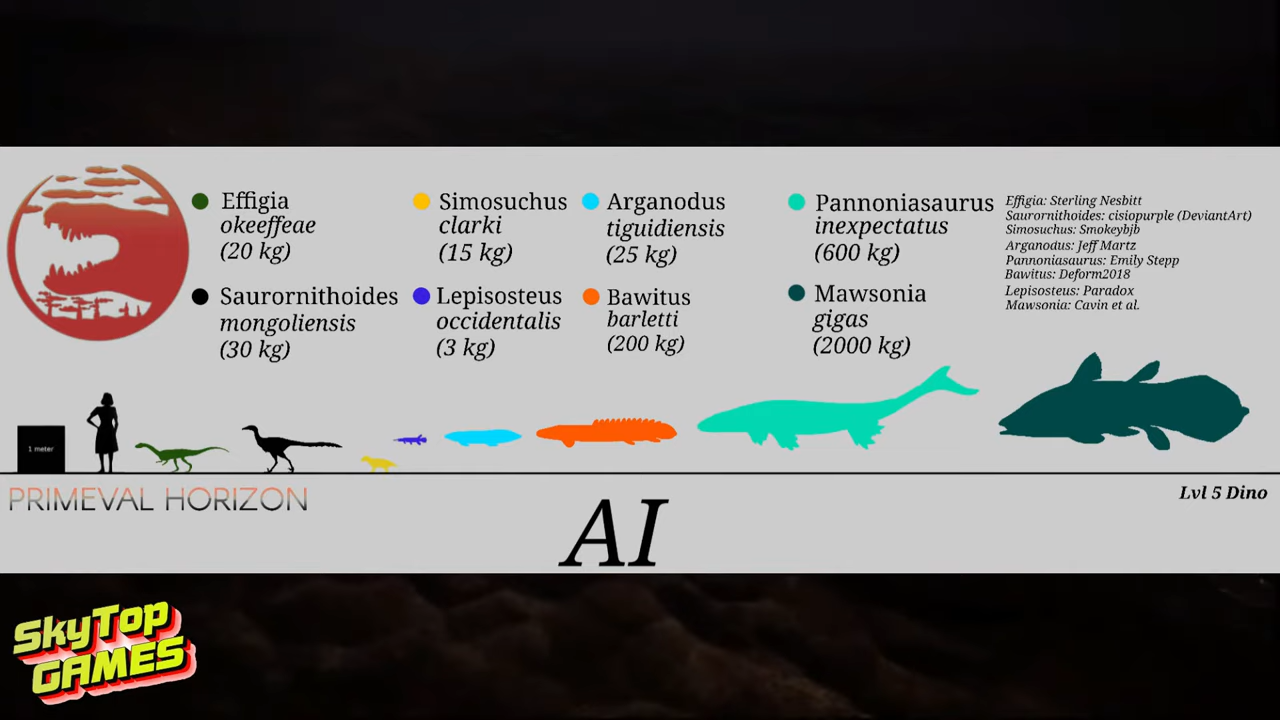 Effigia
okeeffeae
(20 kg)
Simosuchus
clarki
(15 kg)
Arganodus
tiguidiensis
(25 kg)
Pannoniasaurus
inexpectatus
(600 kg)
Saurornithoides
mongoliensis
(30 kg)
Lepisosteus
occidentalis
(3 kg)
Bawitus
barletti
(200 kg)
Mawsonia
gigas
(2000 kg)
Effigia: Sterling Nesbitt
Saurornithoides: cisiopurple (DeviantArt)
Simosuchus: Smokeybjb
Arganodus: Jeff Martz
Pannoniasaurus: Emily Stepp
Bawitus: Deform2018
Lepisosteus: Paradox
Mawsonia: Cavin et al.
1 meter
PRIMEVAL HORIZON
AI
Lvl 5 Dino
SkyTop
GAMES